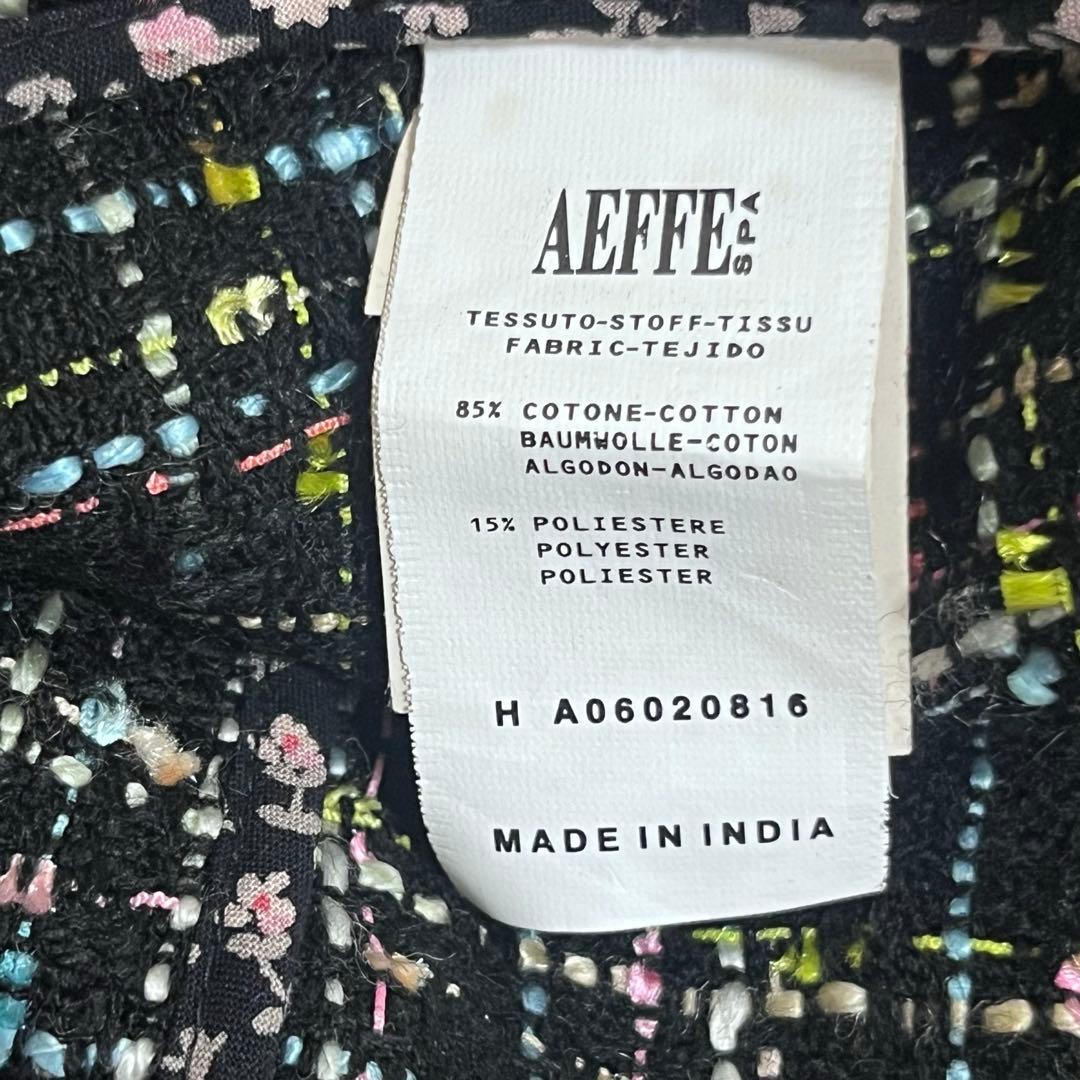 AEFFE SPA
TESSUTO-STOFF-TISSU
FABRIC-TEJIDO
85% COTONE-COTTON
BAUMWOLLE-COTON
ALGODON-ALGODAO
15% POLIESTERE
POLYESTER
POLIESTER
H A06020816
MADE IN INDIA